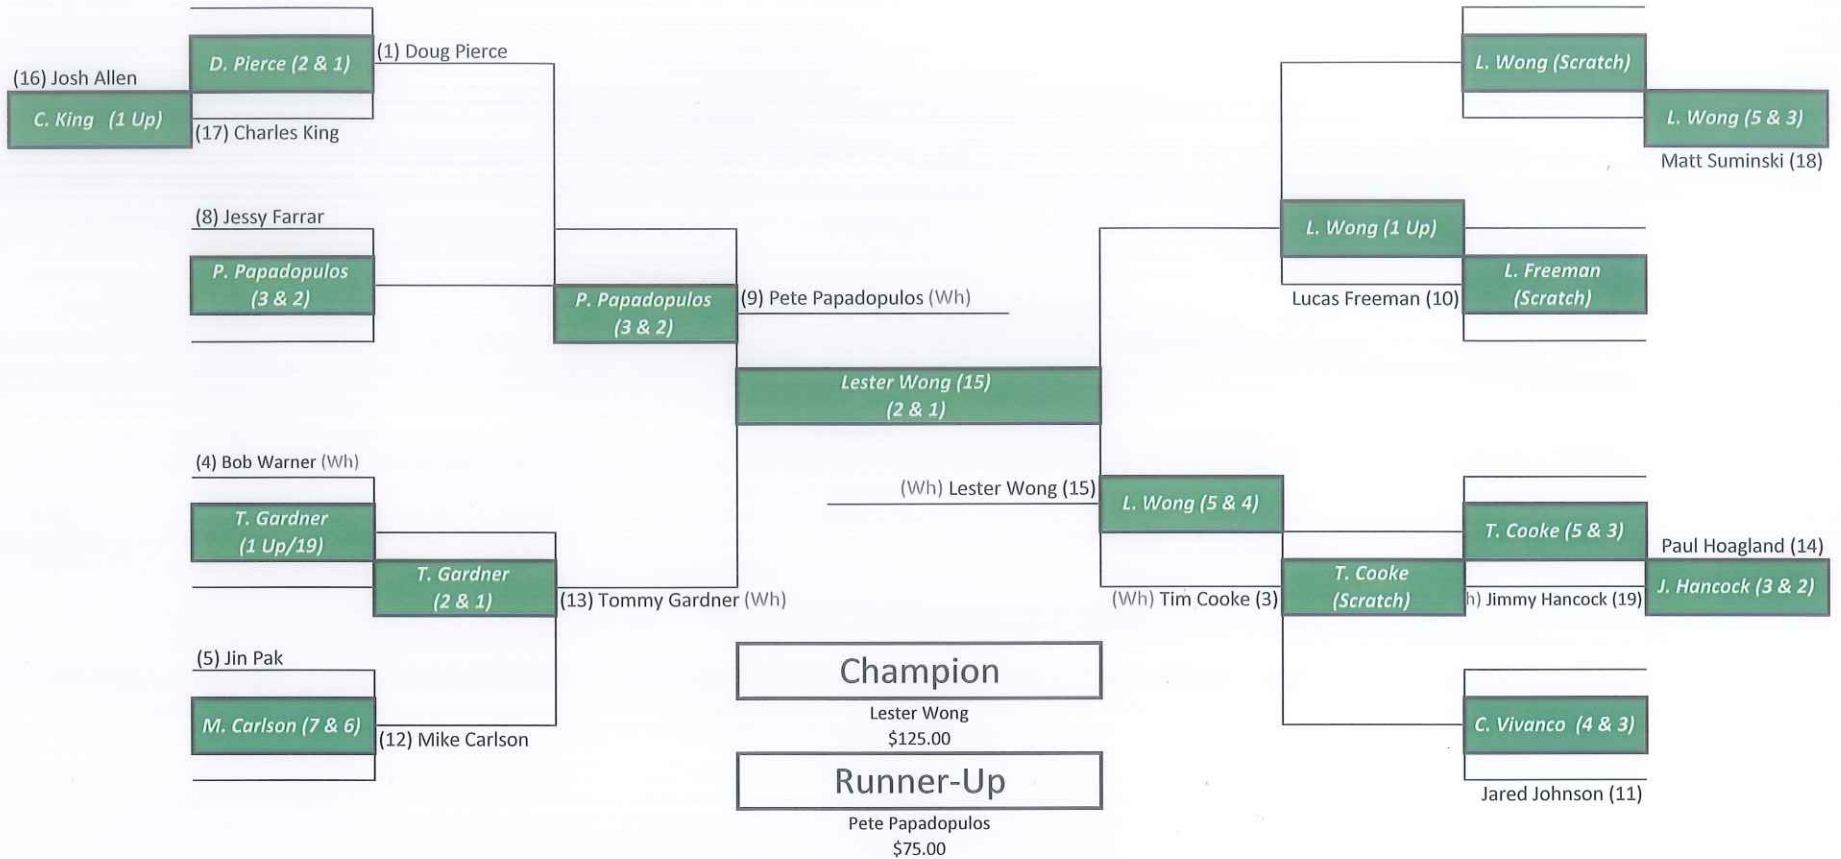 D. Pierce (2 & 1)
(1) Doug Pierce
(16) Josh Allen
C. King (1 Up)
(17) Charles King
(8) Jessy Farrar
P. Papadopulos
(3 & 2)
P. Papadopulos
(3 & 2)
(9) Pete Papadopulos (Wh)
(4) Bob Warner (Wh)
T. Gardner
(1 Up/19)
T. Gardner
(2 & 1)
(13) Tommy Gardner (Wh)
(5) Jin Pak
M. Carlson (7 & 6)
(12) Mike Carlson
Lester Wong (15)
(2 & 1)
L. Wong (Scratch)
L. Wong (5 & 3)
Matt Suminski (18)
L. Wong (1 Up)
Lucas Freeman (10)
L. Freeman
(Scratch)
(Wh) Lester Wong (15)
L. Wong (5 & 4)
T. Cooke (5 & 3)
Paul Hoagland (14)
(Wh) Tim Cooke (3)
T. Cooke
(Scratch)
h) Jimmy Hancock (19)
J. Hancock (3 & 2)
C. Vivanco (4 & 3)
Jared Johnson (11)
Champion
Lester Wong
$125.00
Runner-Up
Pete Papadopulos
$75.00